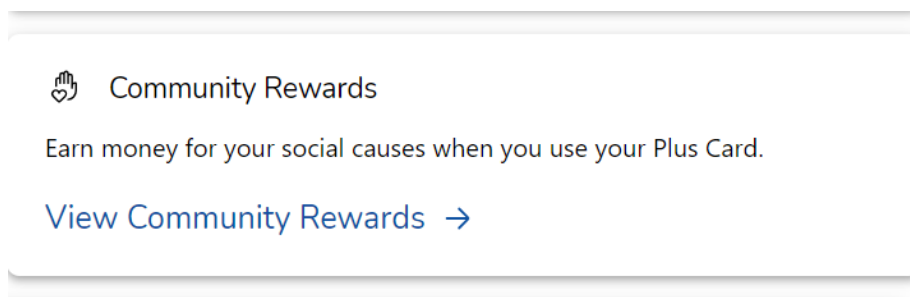 Community Rewards
Earn money for your social causes when you use your Plus Card.
View Community Rewards →